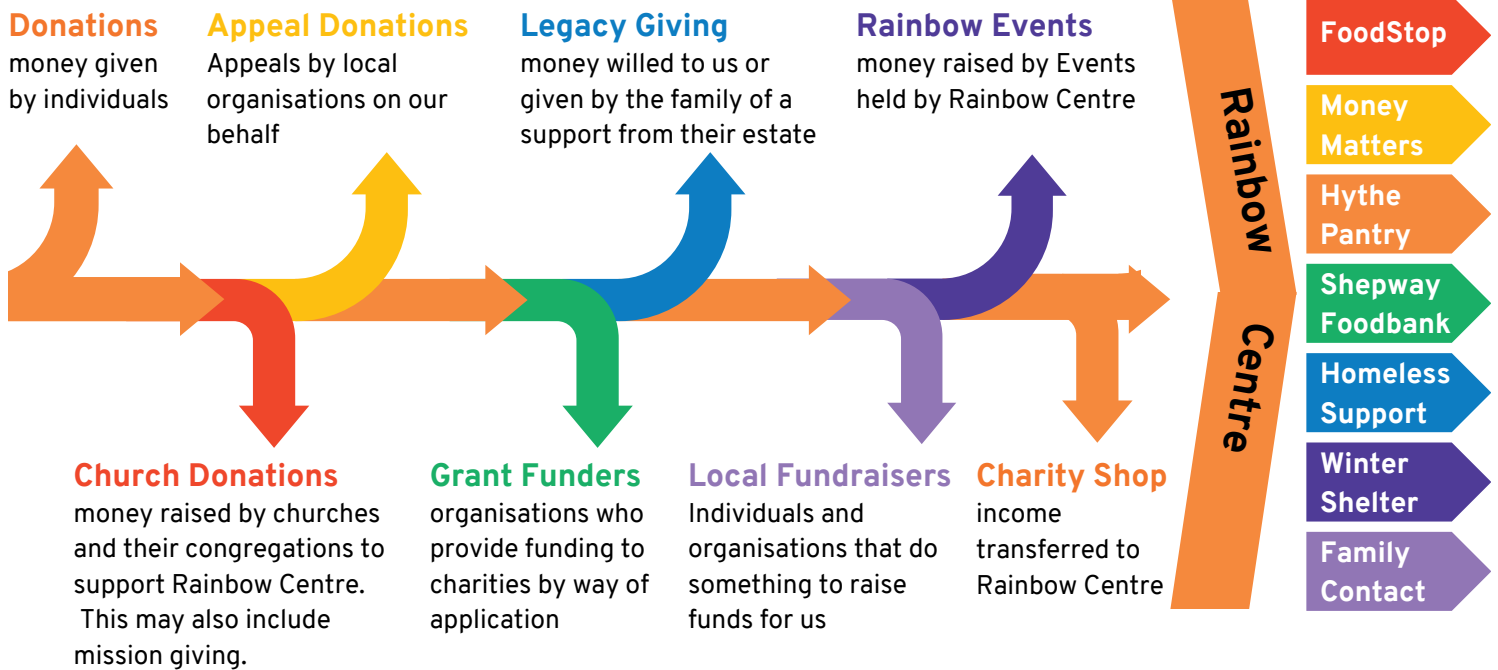 Donations
money given
by individuals
Appeal Donations
Appeals by local
organisations on our
behalf
Legacy Giving
money willed to us or
given by the family of a
support from their estate
Rainbow Events
money raised by Events
held by Rainbow Centre
Church Donations
money raised by churches
and their congregations to
support Rainbow Centre.
This may also include
mission giving.
Grant Funders
organisations who
provide funding to
charities by way of
application
Local Fundraisers
Individuals and
organisations that do
something to raise
funds for us
Charity Shop
income
transferred to
Rainbow Centre
Rainbow
Centre
FoodStop
Money
Matters
Hythe
Pantry
Shepway
Foodbank
Homeless
Support
Winter
Shelter
Family
Contact